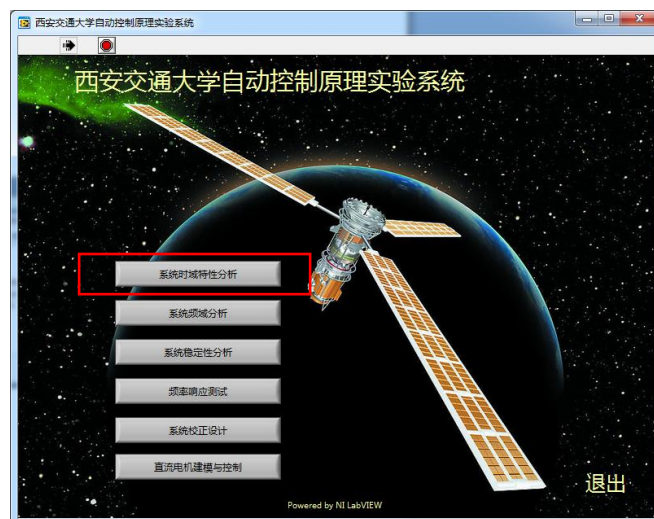 西安交通大学自动控制原理实验系统
西安交通大学自动控制原理实验系统
系统时域特性分析
系统频域分析
系统稳定性分析
频率响应测试
系统校正设计
直流电机建模与控制
退出
Powered by NI LabVIEW